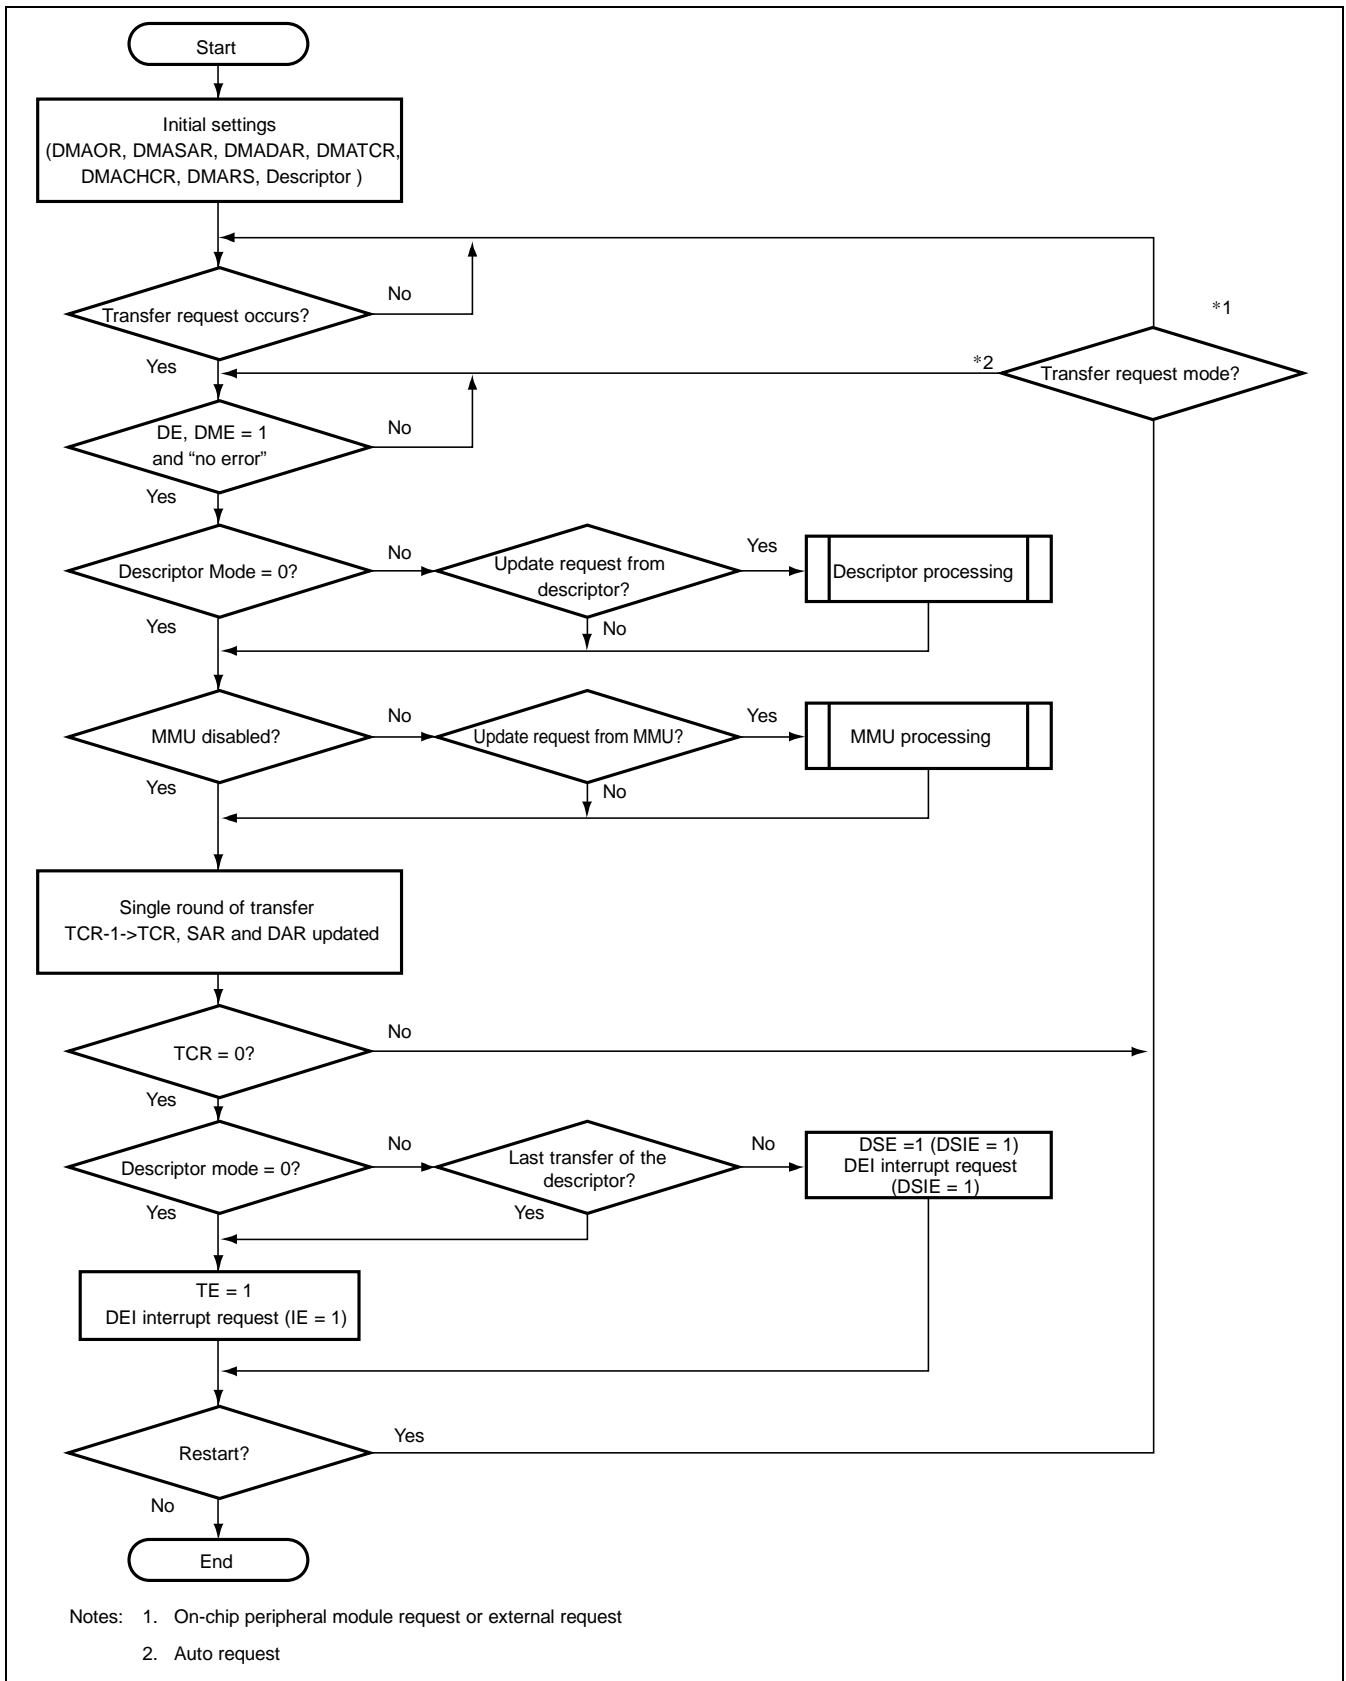 Start
Initial settings
(DMAOR, DMASAR, DMADAR, DMATCR,
DMACHCR, DMARS, Descriptor )
Transfer request occurs?
No
Yes
*1
*2
Transfer request mode?
DE, DME = 1
and “no error”
No
Yes
Descriptor Mode = 0?
No
Yes
Update request from
descriptor?
Yes
No
Descriptor processing
MMU disabled?
No
Yes
Update request from MMU?
Yes
No
MMU processing
Single round of transfer
TCR-1->TCR, SAR and DAR updated
TCR = 0?
No
Yes
Descriptor mode = 0?
No
Yes
Last transfer of the
descriptor?
No
Yes
DSE =1 (DSIE = 1)
DEI interrupt request
(DSIE = 1)
TE = 1
DEI interrupt request (IE = 1)
Restart?
Yes
No
End
Notes: 1. On-chip peripheral module request or external request
2. Auto request